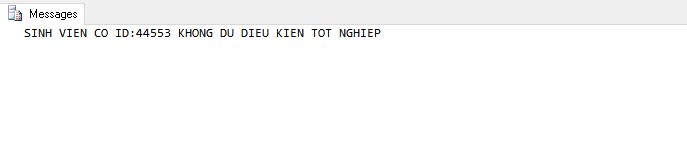 Messages
SINH VIEN CO ID:44553 KHONG DU DIEU KIEN TOT NGHIEP